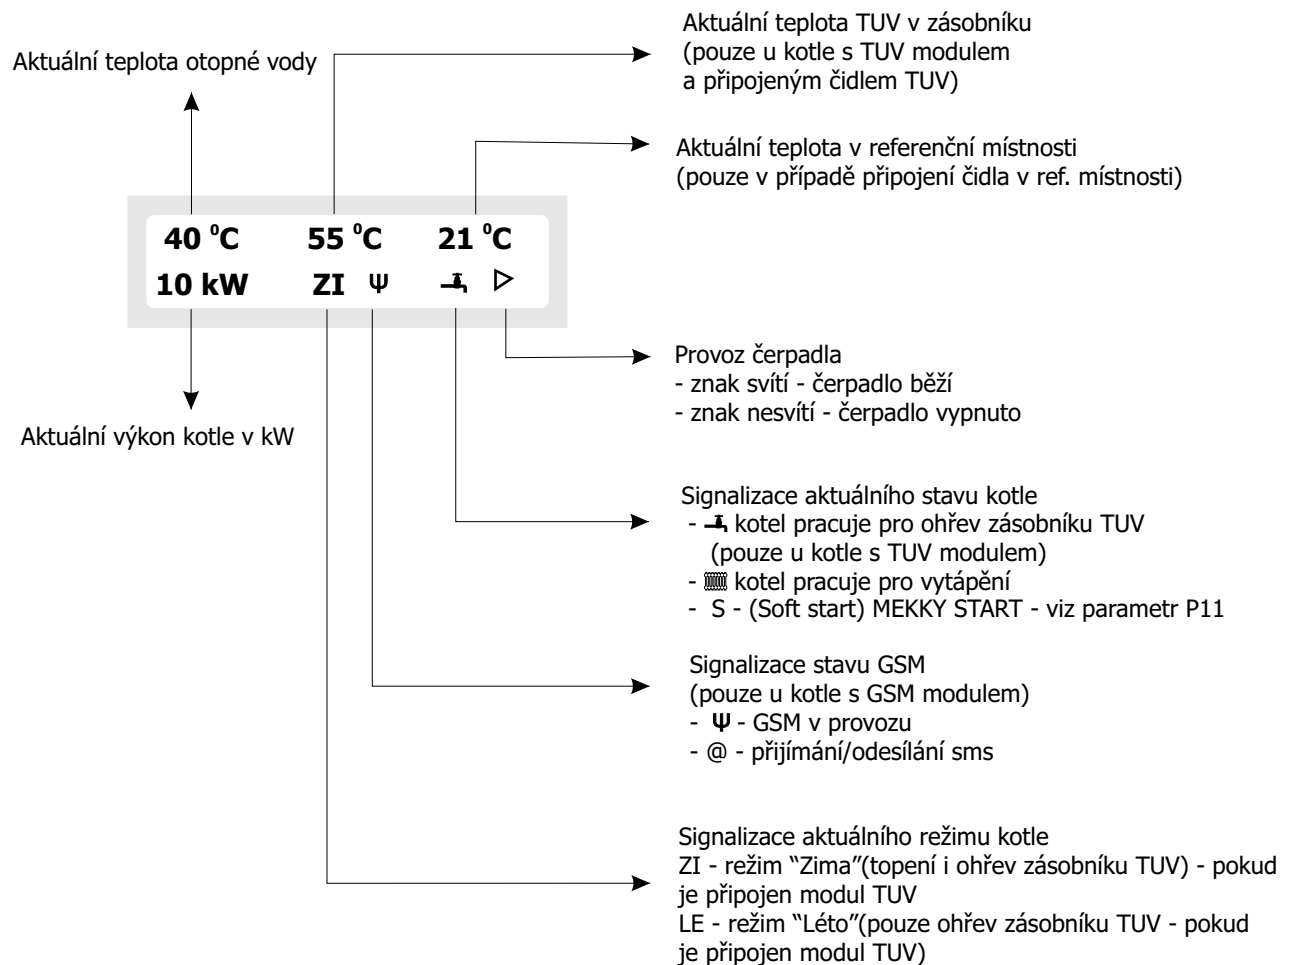 Aktuální teplota TUV v zásobníku
(pouze u kotle s TUV modulem
a připojeným čidlem TUV)
Aktuální teplota otopné vody
Aktuální teplota v referenční místnosti
(pouze v případě připojení čidla v ref. místnosti)
40 °C 55 °C 21 °C
10 kW ZI Ψ
Provoz čerpadla
- znak svítí - čerpadlo běží
- znak nesvítí - čerpadlo vypnuto
Aktuální výkon kotle v kW
Signalizace aktuálního stavu kotle
- kotel pracuje pro ohřev zásobníku TUV
(pouze u kotle s TUV modulem)
- kotel pracuje pro vytápění
- S - (Soft start) MEKKY START - viz parametr P11
Signalizace stavu GSM
(pouze u kotle s GSM modulem)
- Ψ - GSM v provozu
- @ - přijímání/odesílání sms
Signalizace aktuálního režimu kotle
ZI - režim “Zima”(topení i ohřev zásobníku TUV) - pokud
je připojen modul TUV
LE - režim “Léto”(pouze ohřev zásobníku TUV - pokud
je připojen modul TUV)